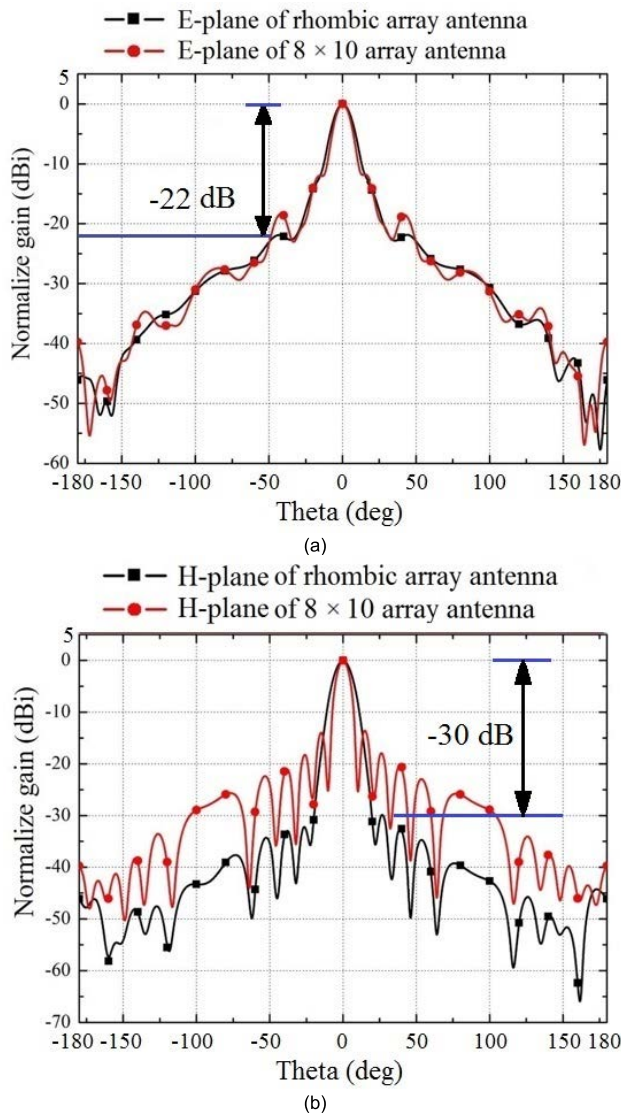 E-plane of rhombic array antenna
E-plane of 8 × 10 array antenna
5
0
-10
-20
-30
-40
-50
-60
Normalize gain (dBi)
-22 dB
-180 -150 -100 -50 0 50 100 150 180
Theta (deg)
(a)
H-plane of rhombic array antenna
H-plane of 8 × 10 array antenna
5
0
-10
-20
-30
-40
-50
-60
-70
Normalize gain (dBi)
-30 dB
-180 -150 -100 -50 0 50 100 150 180
Theta (deg)
(b)